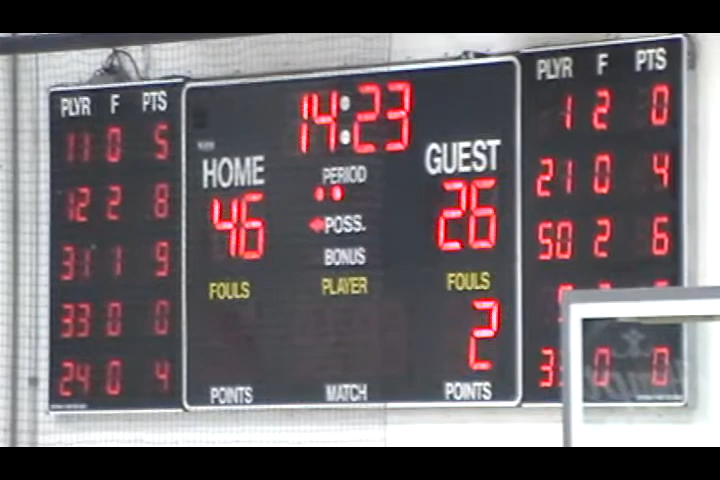 PLYR F PTS
11 0 5
12 2 8
31 1 9
33 0 0
24 0 4
14:23
HOME
46
PERIOD
POSS.
BONUS
GUEST
26
FOULS PLAYER FOULS
2
POINTS MATCH POINTS
PLYR F PTS
1 2 0
21 0 4
50 2 6
0 0